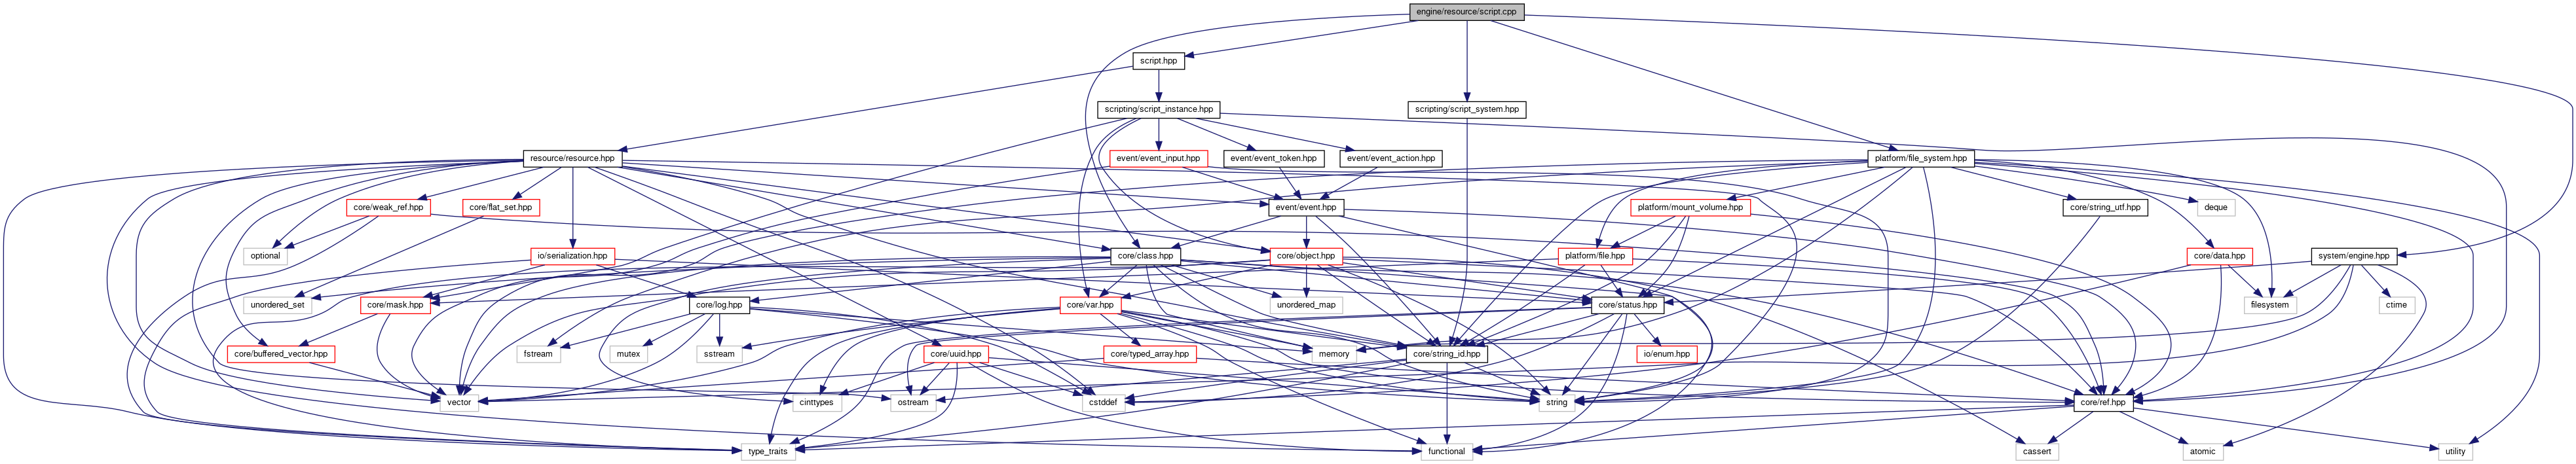 engine/resource/script.cpp
script.hpp
scripting/script_instance.hpp
scripting/script_system.hpp
resource/resource.hpp
event/event_input.hpp
event/event_token.hpp
event/event_action.hpp
platform/file_system.hpp
core/weak_ref.hpp
core/flat_set.hpp
event/event.hpp
platform/mount_volume.hpp
core/string_utf.hpp
deque
optional
io/serialization.hpp
core/class.hpp
core/object.hpp
platform/file.hpp
core/data.hpp
system/engine.hpp
unordered_set
core/mask.hpp
core/log.hpp
core/var.hpp
unordered_map
core/status.hpp
filesystem
ctime
core/buffered_vector.hpp
fstream
mutex
sstream
core/uuid.hpp
core/typed_array.hpp
memory
core/string_id.hpp
io/enum.hpp
vector
cinttypes
ostream
cstddef
string
core/ref.hpp
type_traits
functional
cassert
atomic
utility